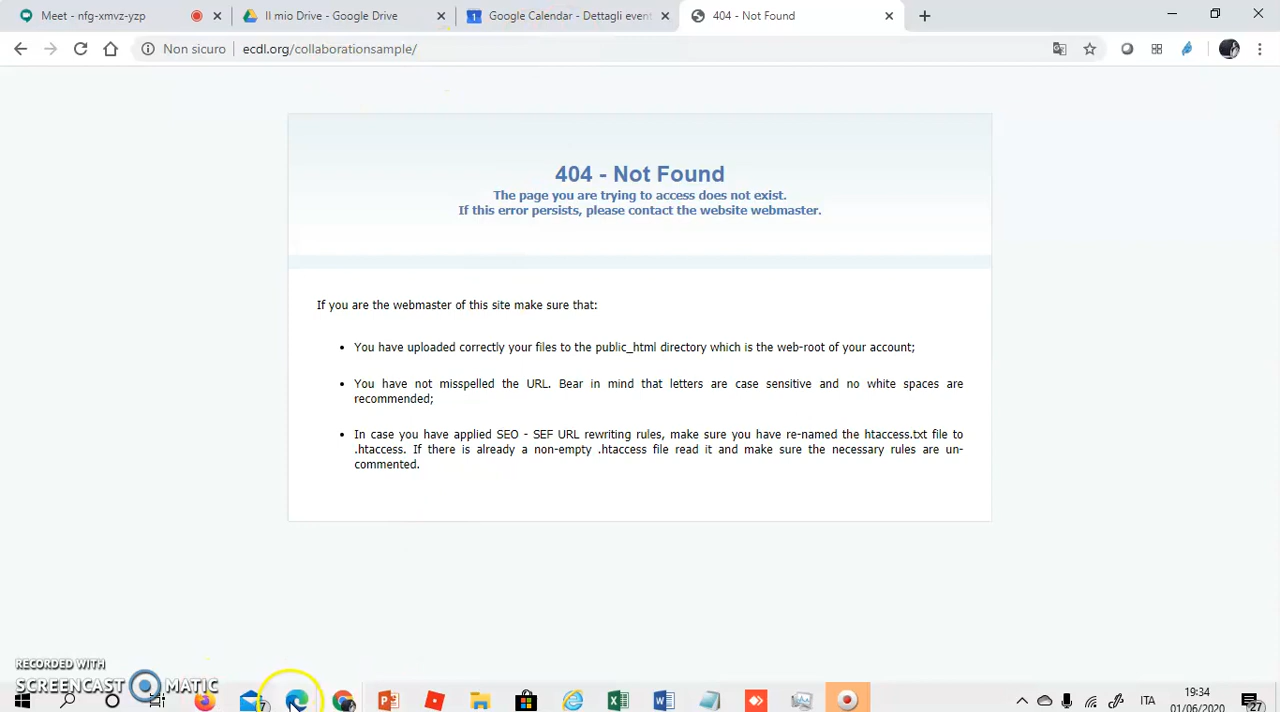 Meet - nfg-xmvz-yzp
Il mio Drive - Google Drive
Google Calendar - Dettagli event
404 - Not Found
Non sicuro
ecdl.org/collaborationsample/
404 - Not Found
The page you are trying to access does not exist.
If this error persists, please contact the website webmaster.
If you are the webmaster of this site make sure that:
You have uploaded correctly your files to the public_html directory which is the web-root of your account;
You have not misspelled the URL. Bear in mind that letters are case sensitive and no white spaces are
recommended;
In case you have applied SEO - SEF URL rewriting rules, make sure you have re-named the htaccess.txt file to
.htaccess. If there is already a non-empty .htaccess file read it and make sure the necessary rules are un-
commented.
RECORDED WITH
SCREENCAST MATIC
ITA
19:34
01/06/2020
27